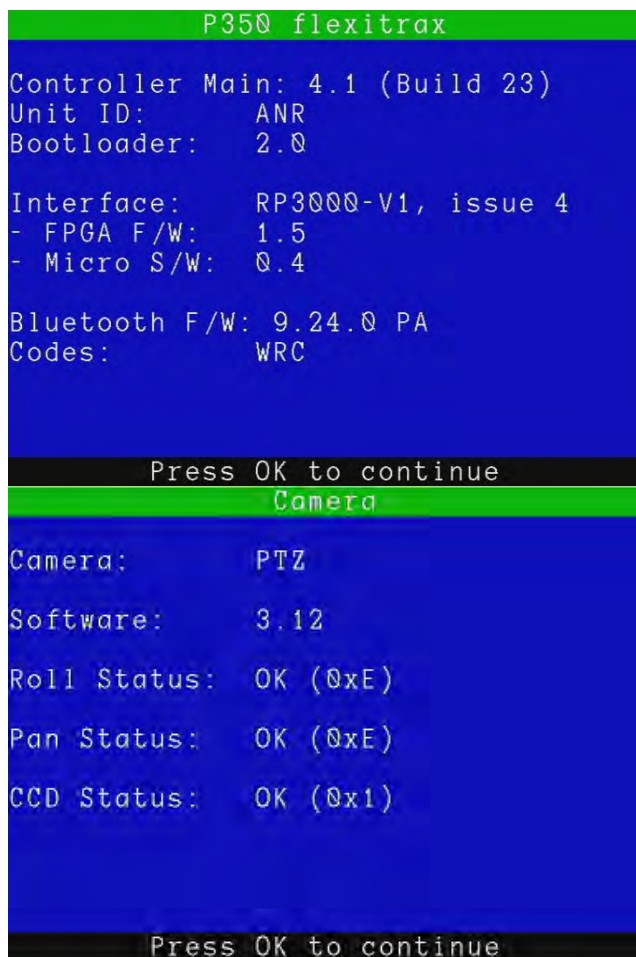 P350 flexitrax
Controller Main: 4.1 (Build 23)
Unit ID: ANR
Bootloader: 2.0
Interface: RP3000-V1, issue 4
- FPGA F/W: 1.5
- Micro S/W: 0.4
Bluetooth F/W: 9.24.0 PA
Codes: WRC
Press OK to continue
Camera
Camera: PTZ
Software: 3.12
Roll Status: OK (0xE)
Pan Status: OK (0xE)
CCD Status: OK (0x1)
Press OK to continue